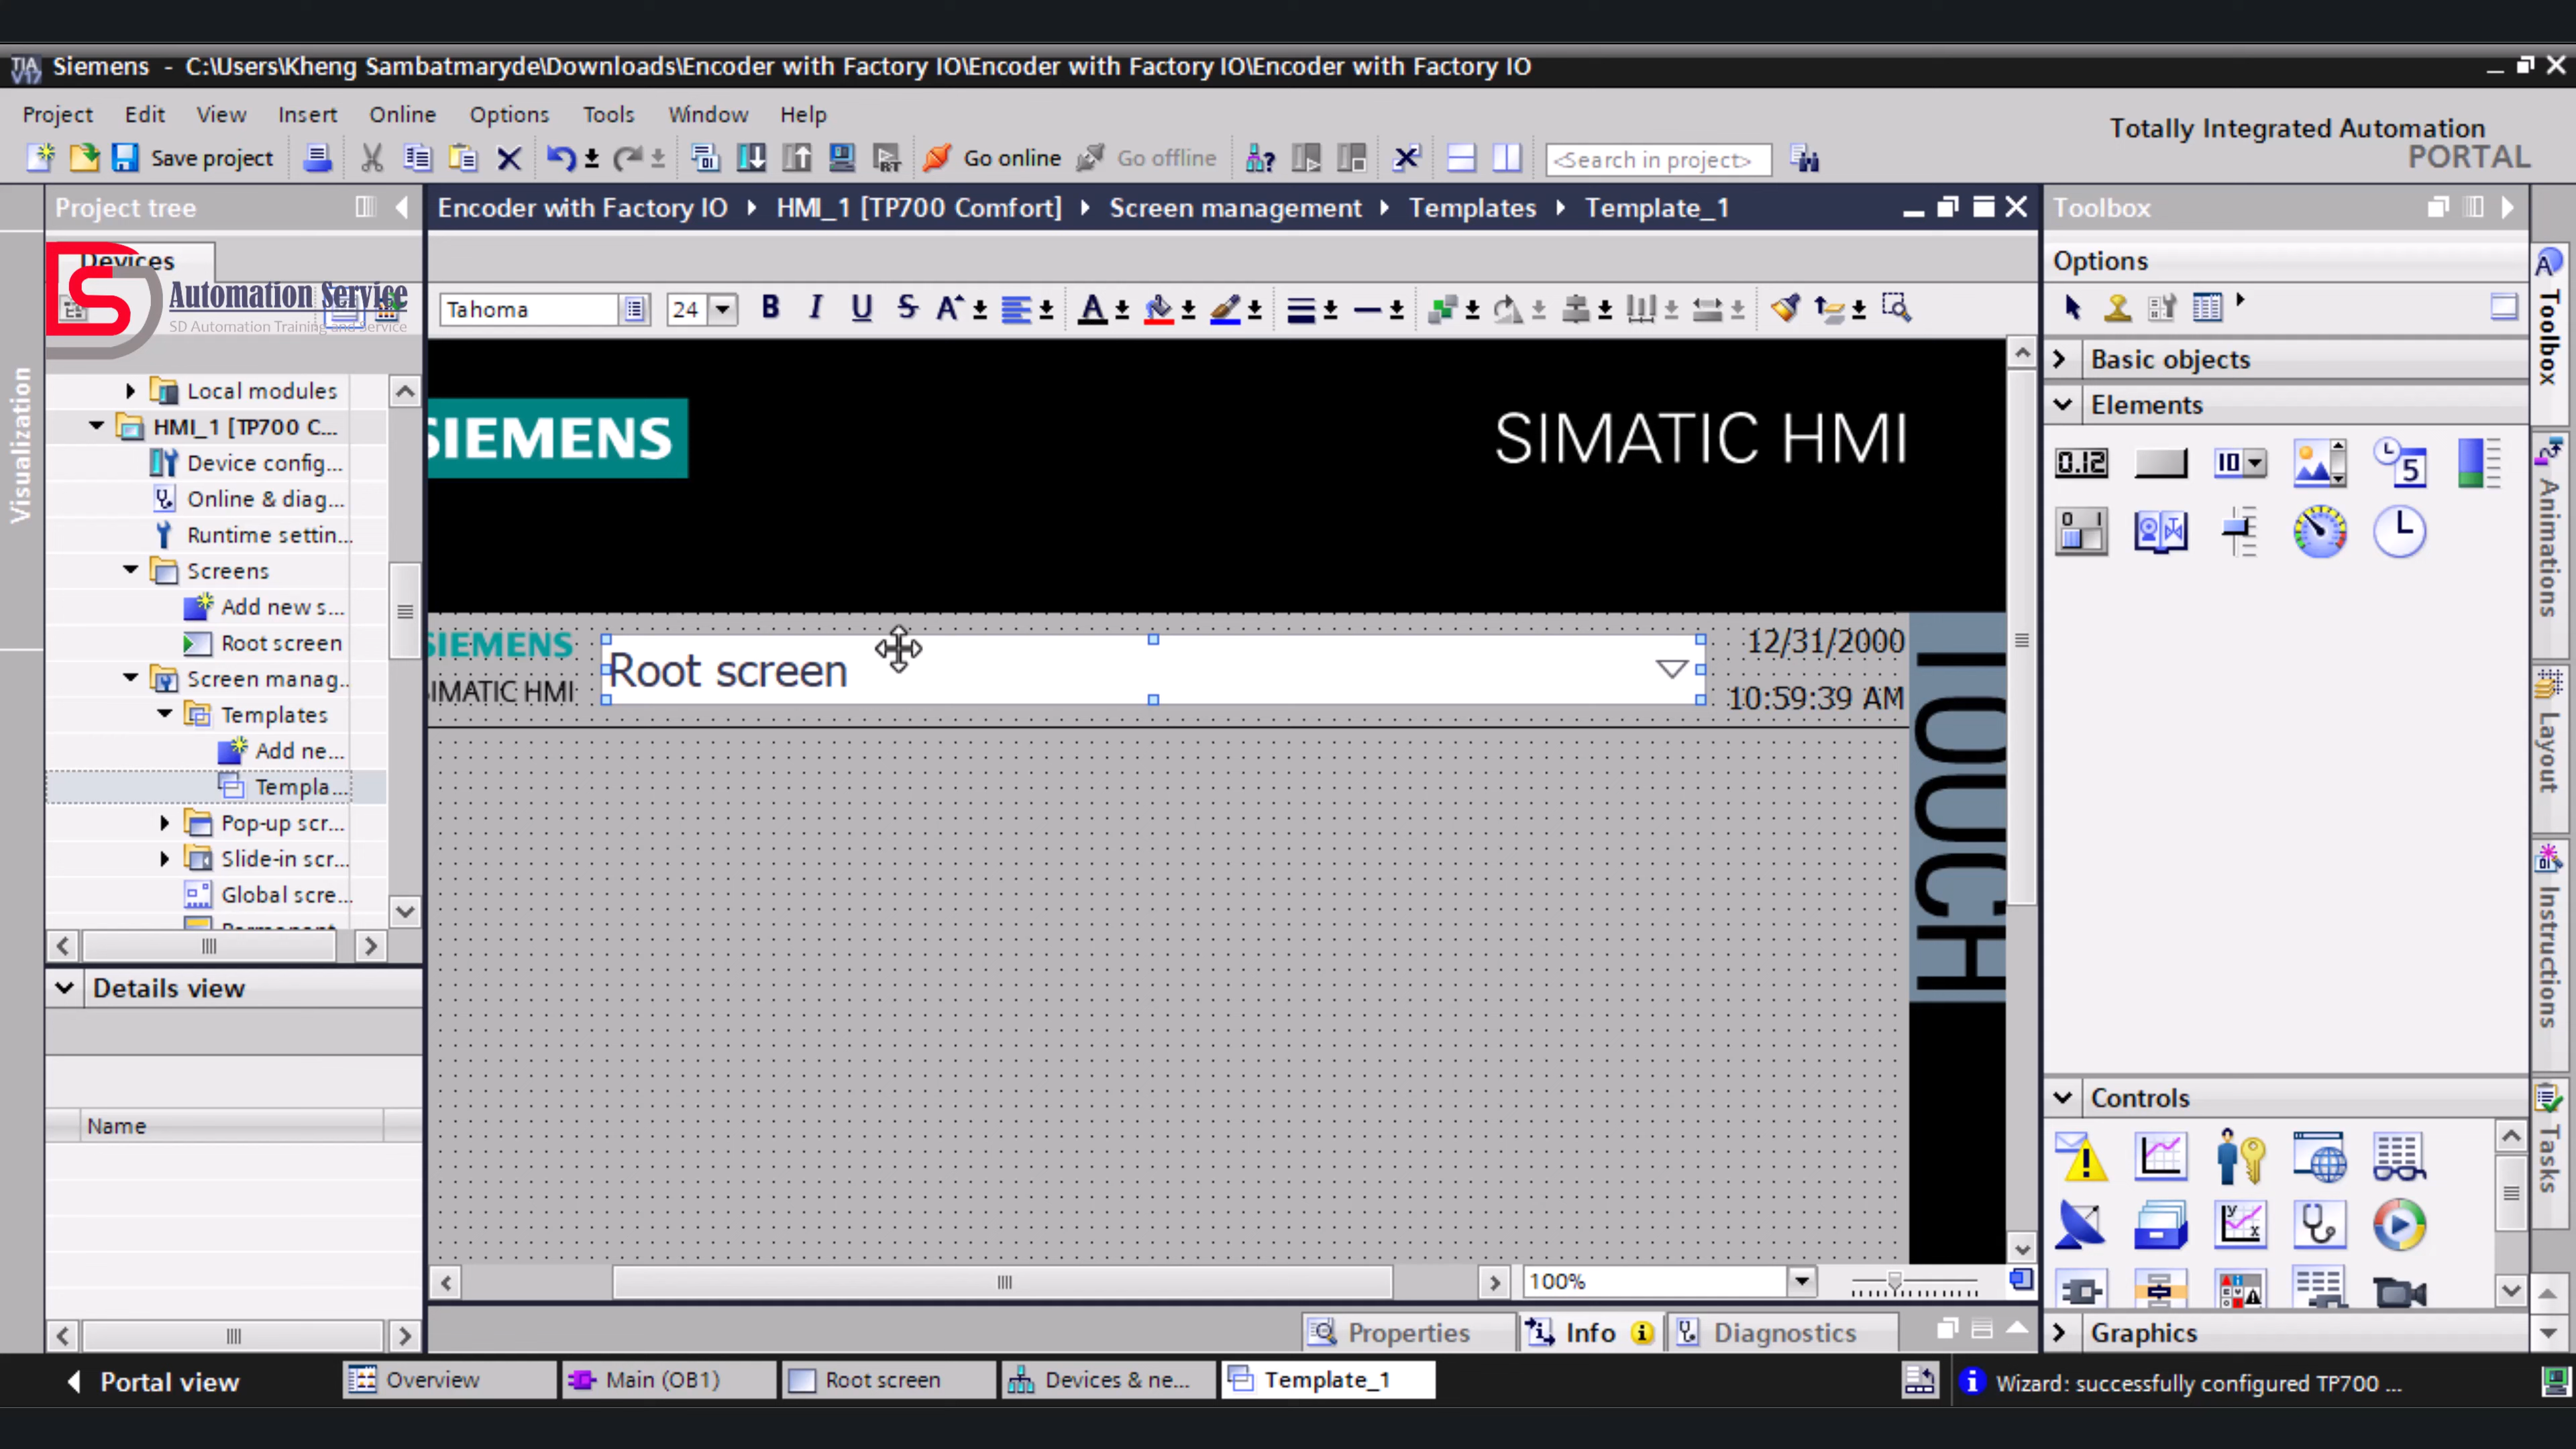 Siemens - C:\Users\Kheng Sambatmaryde\Downloads\Encoder with Factory IO\Encoder with Factory IO\Encoder with Factory IO
Project Edit View Insert Online Options Tools Window Help
Totally Integrated Automation
PORTAL
Save project
Go online
Go offline
<Search in project>
Project tree
Encoder with Factory IO HMI_1 [TP700 Comfort] Screen management Templates Template_1
Toolbox
Devices
Options
Automation Service
SD Automation Training and Service
Tahoma
24
Basic objects
Elements
Local modules
HMI_1 [TP700 C...
Device config...
Online & diag...
Runtime settin...
Screens
Add new s...
Root screen
Screen manag...
Templates
Add ne...
Templa...
Pop-up scr...
Slide-in scr...
Global scre...
Details view
Name
Visualization
SIEMENS
SIMATIC HMI
SIEMENS
SIMATIC HMI
Root screen
12/31/2000
10:59:39 AM
TOUCH
100%
Properties
Info
Diagnostics
0.12
10
5
Controls
Graphics
Toolbox
Animations
Layout
Instructions
Tasks
Portal view
Overview
Main (OB1)
Root screen
Devices & ne...
Template_1
Wizard: successfully configured TP700 ...